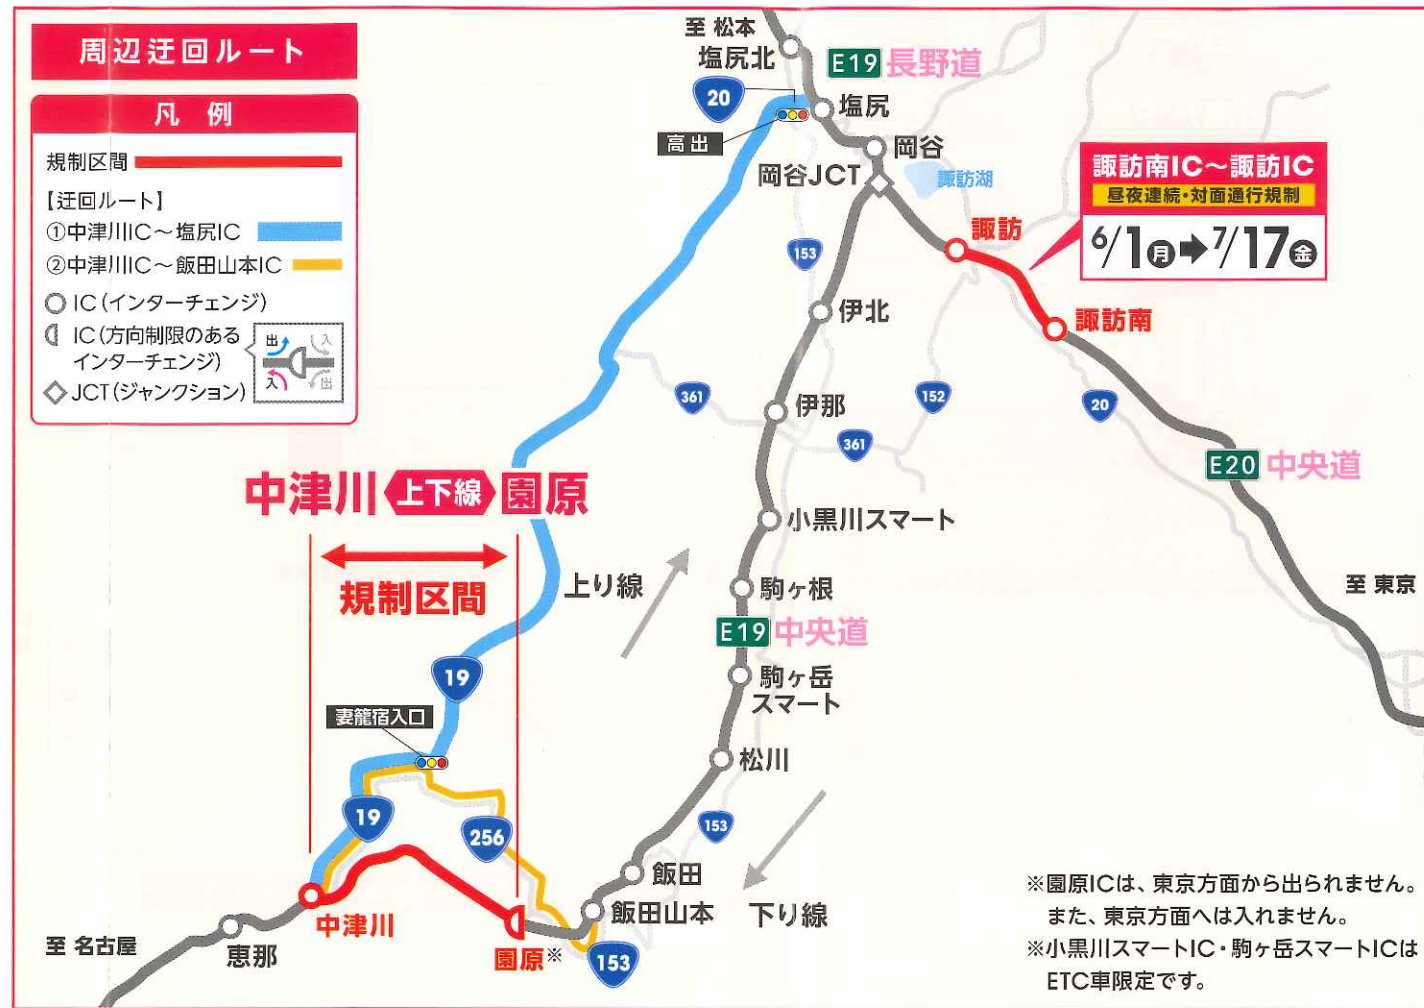 周辺迂回ルート
凡 例
規制区間
【迂回ルート】
①中津川IC～塩尻IC
②中津川IC～飯田山本IC
IC(インターチェンジ)
IC(方向制限のある
インターチェンジ)
JCT(ジャンクション)
出
入
入
出
至 松本
塩尻北
E19 長野道
20
塩尻
高出
岡谷
岡谷JCT
諏訪湖
諏訪南IC～諏訪IC
昼夜連続・対面通行規制
6/1月➡7/17金
諏訪
153
伊北
諏訪南
361
伊那
152
20
361
E20 中央道
中津川 上下線 園原
小黒川スマート
規制区間
上り線
駒ヶ根
至 東京
E19 中央道
19
駒ヶ岳
スマート
妻籠宿入口
松川
19
256
153
飯田
下り線
飯田山本
中津川
恵那
至 名古屋
園原※
153
※園原ICは、東京方面から出られません。
また、東京方面へは入れません。
※小黒川スマートIC・駒ヶ岳スマートICは
ETC車限定です。